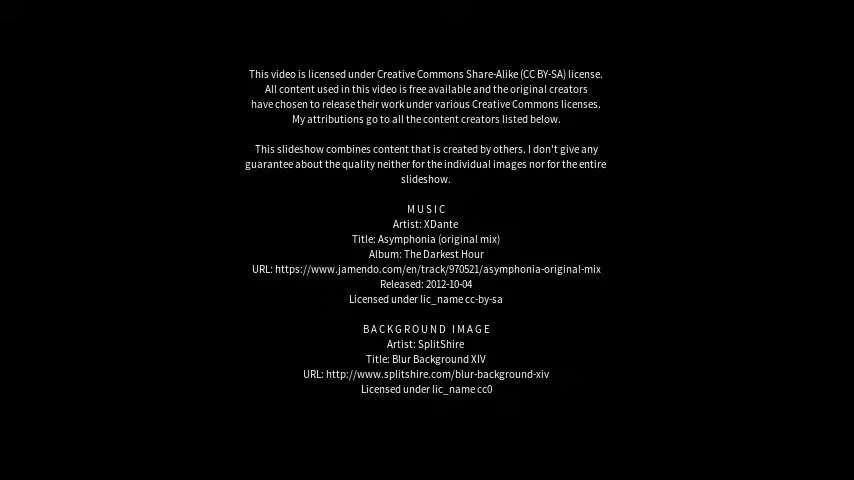 This video is licensed under Creative Commons Share-Alike (CC BY-SA) license.
All content used in this video is free available and the original creators
have chosen to release their work under various Creative Commons licenses.
My attributions go to all the content creators listed below.
This slideshow combines content that is created by others. I don't give any
guarantee about the quality neither for the individual images nor for the entire
slideshow.
MUSIC
Artist: XDante
Title: Asymphonia (original mix)
Album: The Darkest Hour
URL: https://www.jamendo.com/en/track/970521/asymphonia-original-mix
Released: 2012-10-04
Licensed under lic_name cc-by-sa
BACKGROUND IMAGE
Artist: SplitShire
Title: Blur Background XIV
URL: http://www.splitshire.com/blur-background-xiv
Licensed under lic_name cc0